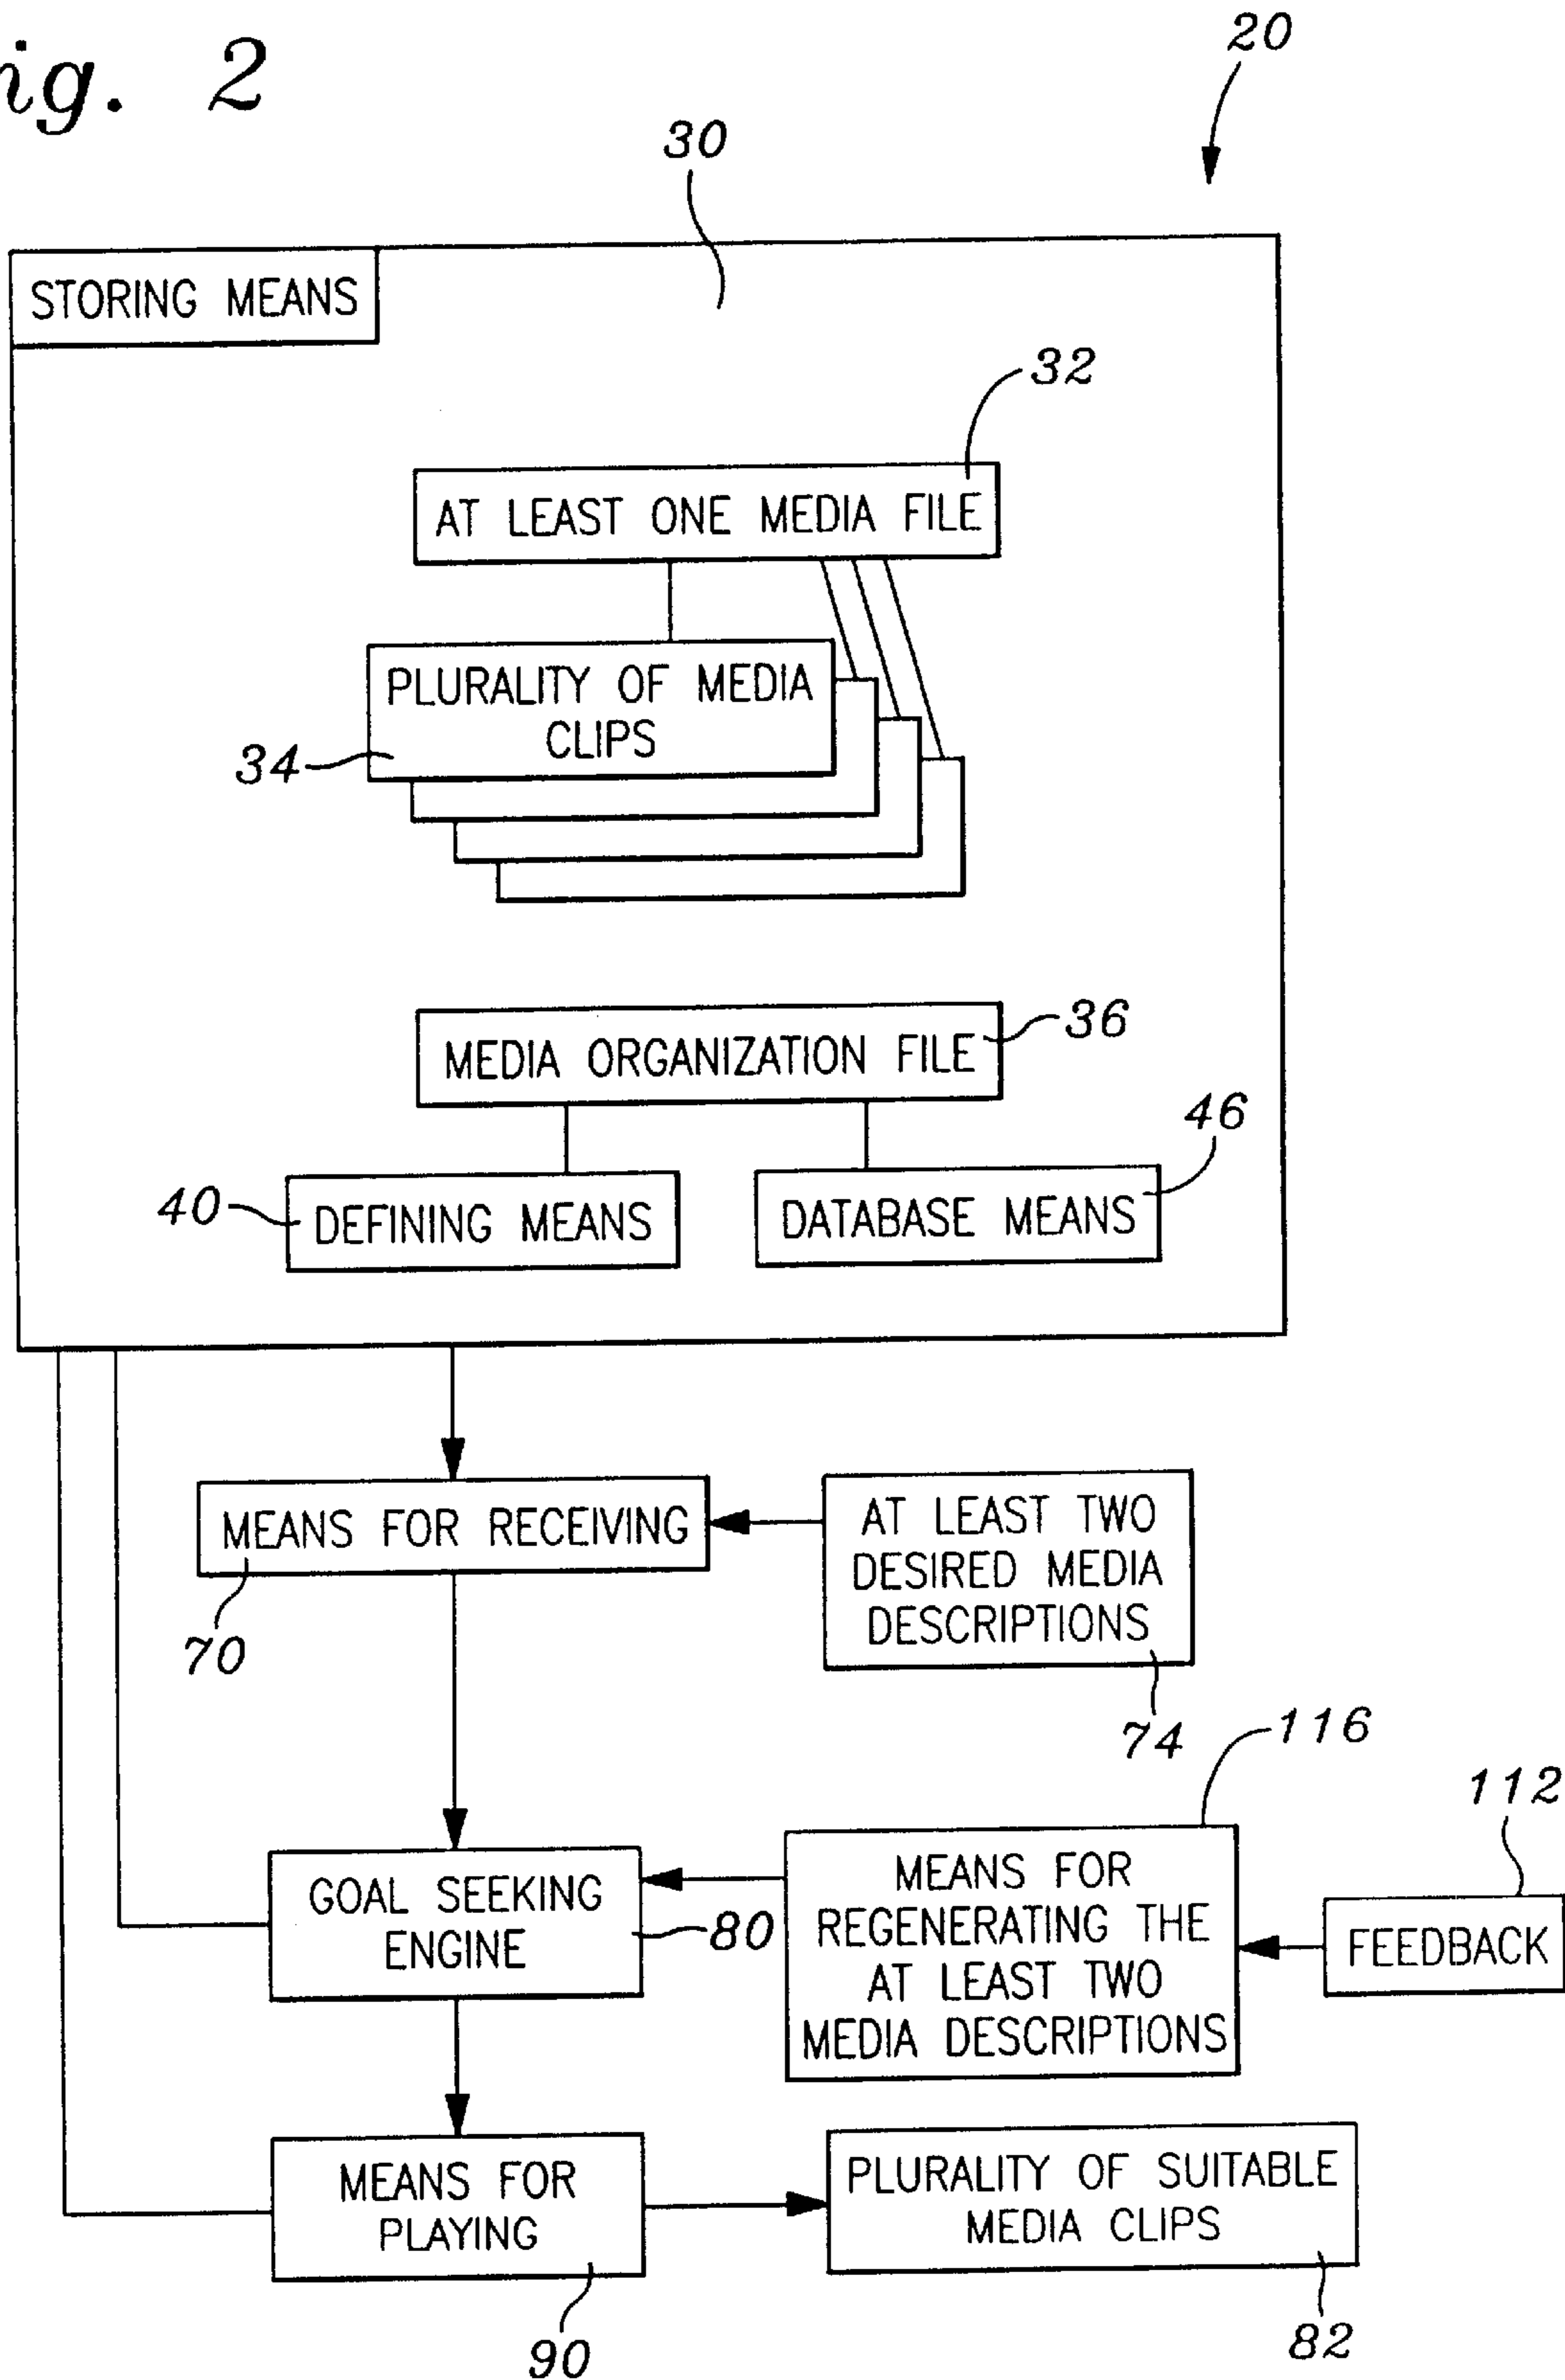 ig. 2
20
30
STORING MEANS
32
AT LEAST ONE MEDIA FILE
PLURALITY OF MEDIA
CLIPS
34
36
MEDIA ORGANIZATION FILE
46
40
DEFINING MEANS
DATABASE MEANS
MEANS FOR RECEIVING
70
AT LEAST TWO
DESIRED MEDIA
DESCRIPTIONS
74
116
112
GOAL SEEKING
ENGINE
80
MEANS FOR
REGENERATING THE
AT LEAST TWO
MEDIA DESCRIPTIONS
FEEDBACK
MEANS FOR
PLAYING
90
PLURALITY OF SUITABLE
MEDIA CLIPS
82